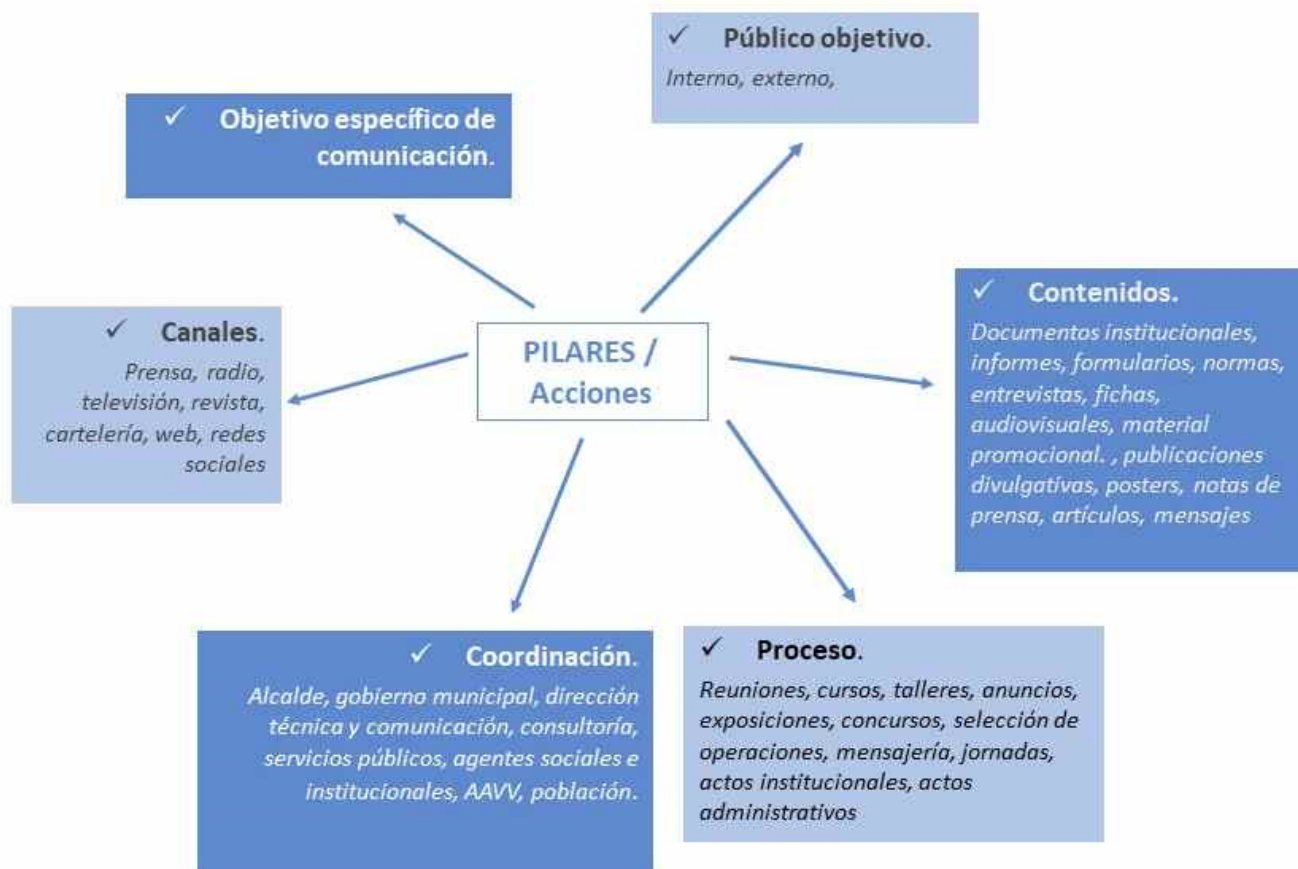 ✓ Público objetivo.
Interno, externo,
✓ Objetivo específico de
comunicación.
✓ Contenidos.
Documentos institucionales,
informes, formularios, normas,
entrevistas, fichas,
audiovisuales, material
promocional. , publicaciones
divulgativas, posters, notas de
prensa, artículos, mensajes
✓ Canales.
Prensa, radio,
televisión, revista,
cartelería, web, redes
sociales
PILARES /
Acciones
✓ Coordinación.
Alcalde, gobierno municipal, dirección
técnica y comunicación, consultoría,
servicios públicos, agentes sociales e
institucionales, AAVV, población.
✓ Proceso.
Reuniones, cursos, talleres, anuncios,
exposiciones, concursos, selección de
operaciones, mensajería, jornadas,
actos institucionales, actos
administrativos